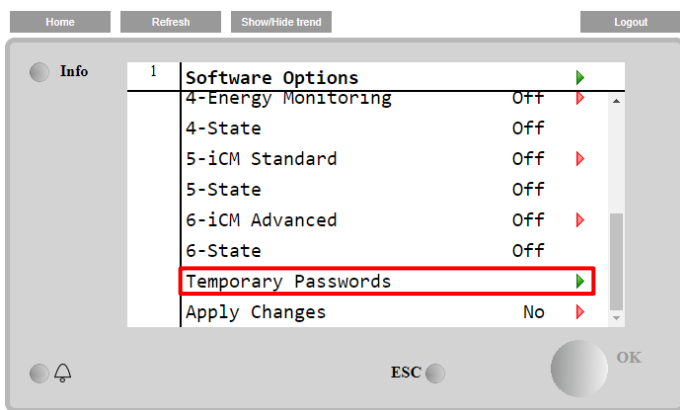 Home Refresh Show/Hide trend Logout
Info
1 Software Options
4-Energy Monitoring Off
4-State Off
5-iCM Standard Off
5-State Off
6-iCM Advanced Off
6-State Off
Temporary Passwords
Apply Changes No
ESC
OK